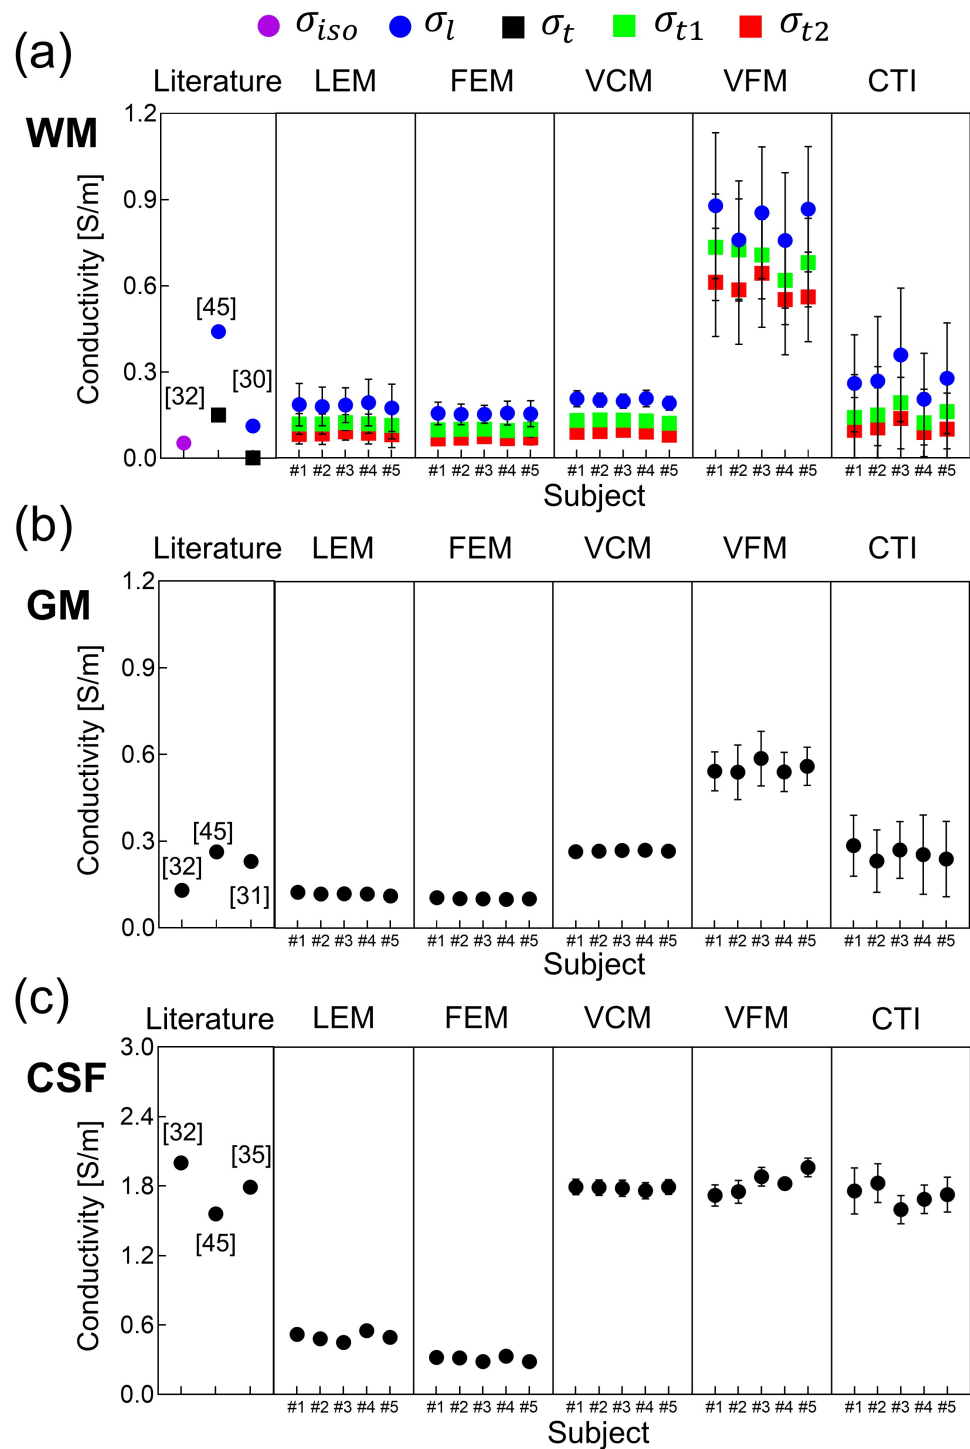 σiso σl σt σt1 σt2
(a)
Literature LEM FEM VCM VFM CTI
WM
Conductivity [S/m]
1.2
0.9
0.6
0.3
0.0
[45]
[30]
[32]
#1 #2 #3 #4 #5 #1 #2 #3 #4 #5 #1 #2 #3 #4 #5 #1 #2 #3 #4 #5 #1 #2 #3 #4 #5
Subject
(b)
Literature LEM FEM VCM VFM CTI
GM
Conductivity [S/m]
1.2
0.9
0.6
0.3
0.0
[45]
[32]
[31]
#1 #2 #3 #4 #5 #1 #2 #3 #4 #5 #1 #2 #3 #4 #5 #1 #2 #3 #4 #5 #1 #2 #3 #4 #5
Subject
(c)
Literature LEM FEM VCM VFM CTI
CSF
Conductivity [S/m]
3.0
2.4
1.8
1.2
0.6
0.0
[32]
[35]
[45]
#1 #2 #3 #4 #5 #1 #2 #3 #4 #5 #1 #2 #3 #4 #5 #1 #2 #3 #4 #5 #1 #2 #3 #4 #5
Subject